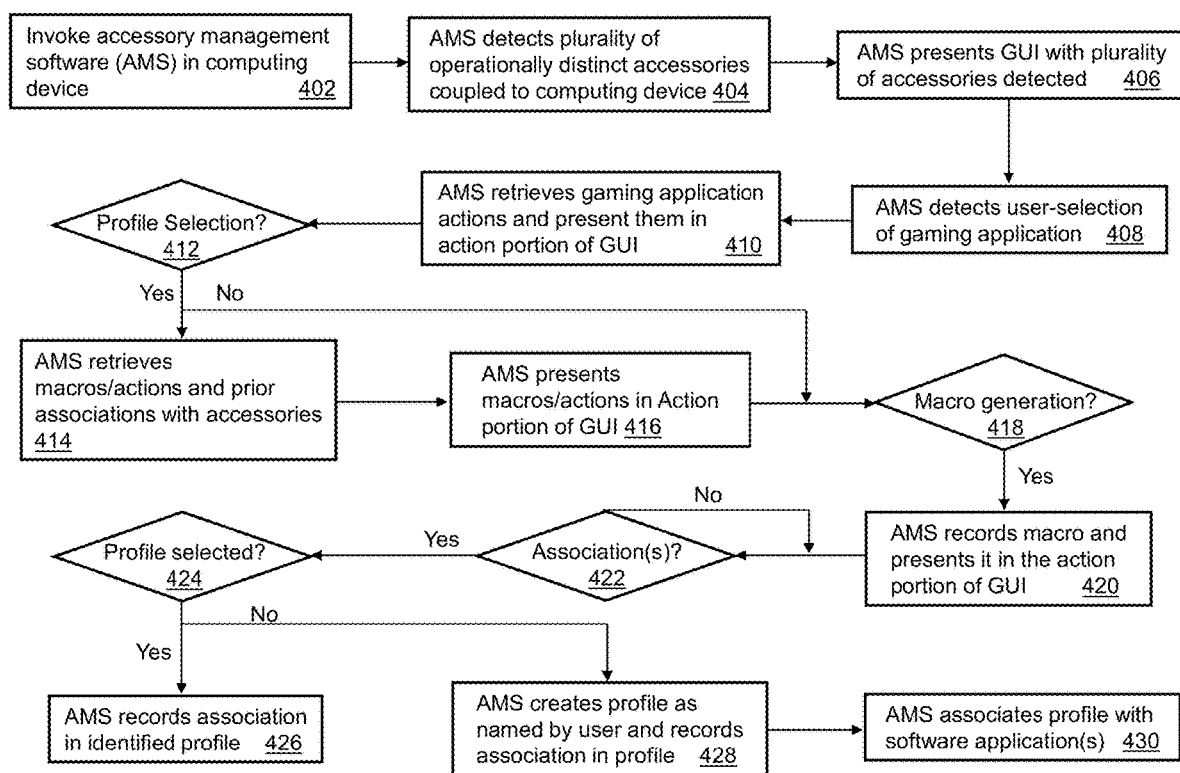 Invoke accessory management
software (AMS) in computing
device 402
AMS detects plurality of
operationally distinct accessories
coupled to computing device 404
AMS presents GUI with plurality
of accessories detected 406
AMS detects user-selection
of gaming application 408
AMS retrieves gaming application
actions and present them in
action portion of GUI 410
Profile Selection?
412
Yes
No
AMS retrieves
macros/actions and prior
associations with accessories
414
AMS presents
macros/actions in Action
portion of GUI 416
Macro generation?
418
Yes
AMS records macro and
presents it in the action
portion of GUI 420
No
Association(s)?
422
Yes
Profile selected?
424
No
Yes
AMS records association
in identified profile 426
AMS creates profile as
named by user and records
association in profile 428
AMS associates profile with
software application(s) 430